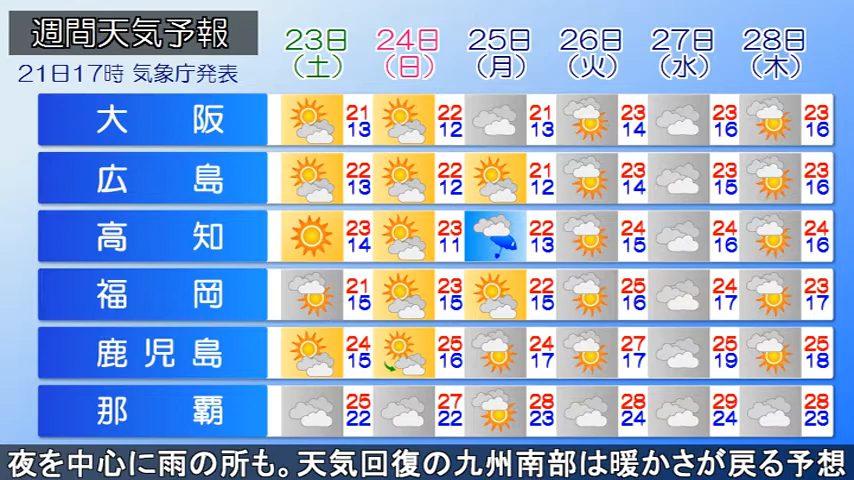 週間天気予報
21日17時 気象庁発表
23日 24日 25日 26日 27日 28日
(土) (日) (月) (火) (水) (木)
大阪 21 13 22 12 21 13 23 14 23 16 23 16
広島 22 13 22 12 21 12 23 14 23 15 23 16
高知 23 14 23 11 22 13 24 15 24 16 24 16
福岡 21 15 23 15 22 15 25 16 24 17 23 17
鹿児島 24 15 25 16 24 17 27 17 25 19 25 18
那覇 25 22 27 22 28 23 28 24 29 24 28 23
夜を中心に雨の所も。天気回復の九州南部は暖かさが戻る予想